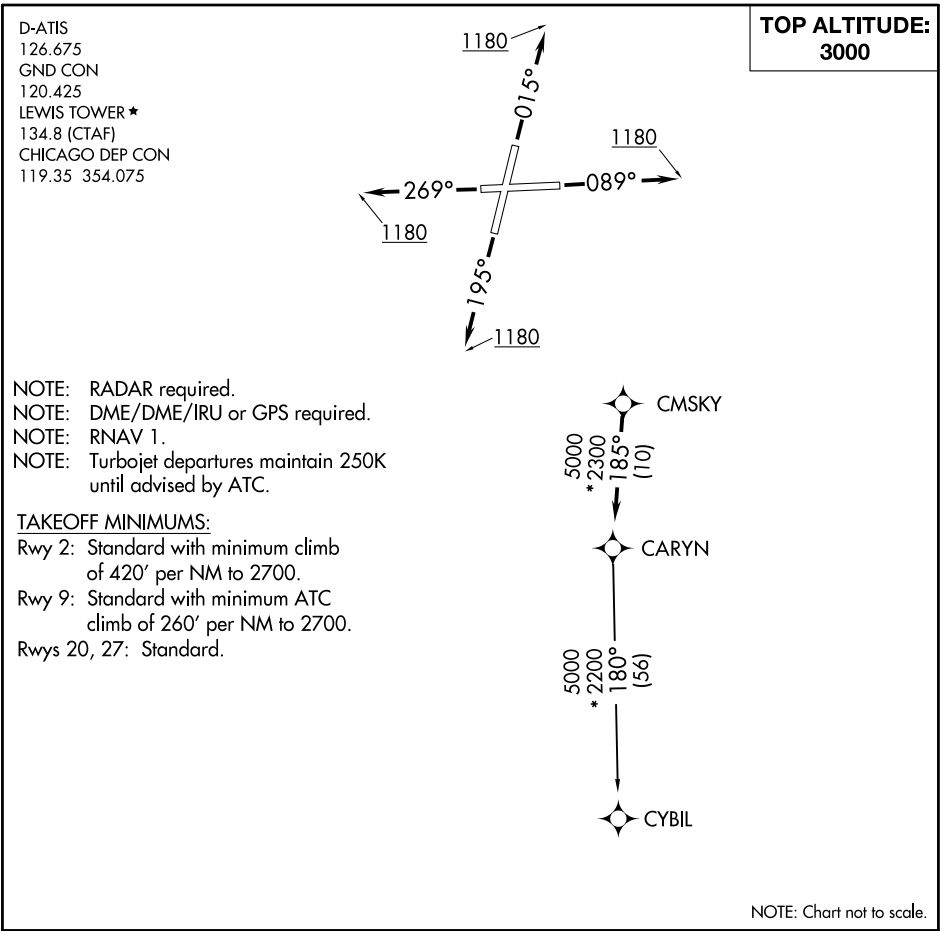 D-ATIS
126.675
GND CON
120.425
LEWIS TOWER ★
134.8 (CTAF)
CHICAGO DEP CON
119.35 354.075
TOP ALTITUDE:
3000
1180
015°
1180
269°
089°
1180
195°
1180
NOTE: RADAR required.
NOTE: DME/DME/IRU or GPS required.
NOTE: RNAV 1.
NOTE: Turbojet departures maintain 250K
until advised by ATC.
TAKEOFF MINIMUMS:
Rwy 2: Standard with minimum climb
of 420' per NM to 2700.
Rwy 9: Standard with minimum ATC
climb of 260' per NM to 2700.
Rwys 20, 27: Standard.
CMSKY
5000
*2300
185°
(10)
CARYN
5000
*2200
180°
(56)
CYBIL
NOTE: Chart not to scale.